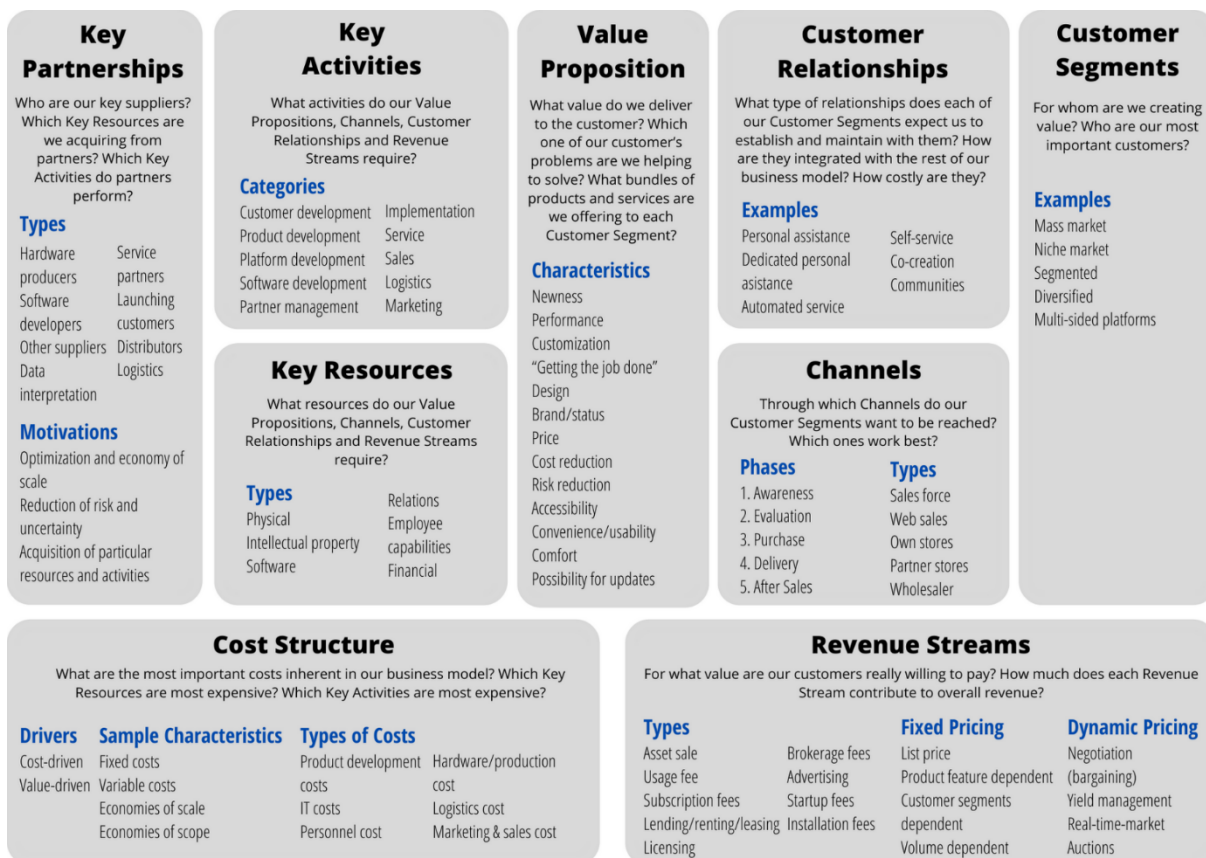 Key
Partnerships
Who are our key suppliers?
Which Key Resources are
we acquiring from
partners? Which Key
Activities do partners
perform?
Types
Hardware
producers
Software
developers
Other suppliers
Data
interpretation
Service
partners
Launching
customers
Distributors
Logistics
Motivations
Optimization and economy of
scale
Reduction of risk and
uncertainty
Acquisition of particular
resources and activities
Key
Activities
What activities do our Value
Propositions, Channels, Customer
Relationships and Revenue
Streams require?
Categories
Customer development
Product development
Platform development
Software development
Partner management
Implementation
Service
Sales
Logistics
Marketing
Key Resources
What resources do our Value
Propositions, Channels, Customer
Relationships and Revenue Streams
require?
Types
Physical
Intellectual property
Software
Relations
Employee
capabilities
Financial
Value
Proposition
What value do we deliver
to the customer? Which
one of our customer's
problems are we helping
to solve? What bundles of
products and services are
we offering to each
Customer Segment?
Characteristics
Newness
Performance
Customization
“Getting the job done”
Design
Brand/status
Price
Cost reduction
Risk reduction
Accessibility
Convenience/usability
Comfort
Possibility for updates
Customer
Relationships
What type of relationships does each of
our Customer Segments expect us to
establish and maintain with them? How
are they integrated with the rest of our
business model? How costly are they?
Examples
Personal assistance
Dedicated personal
asistance
Automated service
Self-service
Co-creation
Communities
Channels
Through which Channels do our
Customer Segments want to be reached?
Which ones work best?
Phases
1. Awareness
2. Evaluation
3. Purchase
4. Delivery
5. After Sales
Types
Sales force
Web sales
Own stores
Partner stores
Wholesaler
Customer
Segments
For whom are we creating
value? Who are our most
important customers?
Examples
Mass market
Niche market
Segmented
Diversified
Multi-sided platforms
Cost Structure
What are the most important costs inherent in our business model? Which Key
Resources are most expensive? Which Key Activities are most expensive?
Drivers
Cost-driven
Value-driven
Sample Characteristics
Fixed costs
Variable costs
Economies of scale
Economies of scope
Types of Costs
Product development
costs
IT costs
Personnel cost
Hardware/production
cost
Logistics cost
Marketing & sales cost
Revenue Streams
For what value are our customers really willing to pay? How much does each Revenue
Stream contribute to overall revenue?
Types
Asset sale
Usage fee
Subscription fees
Lending/renting/leasing
Licensing
Brokerage fees
Advertising
Startup fees
Installation fees
Fixed Pricing
List price
Product feature dependent
Customer segments
dependent
Volume dependent
Dynamic Pricing
Negotiation
(bargaining)
Yield management
Real-time-market
Auctions